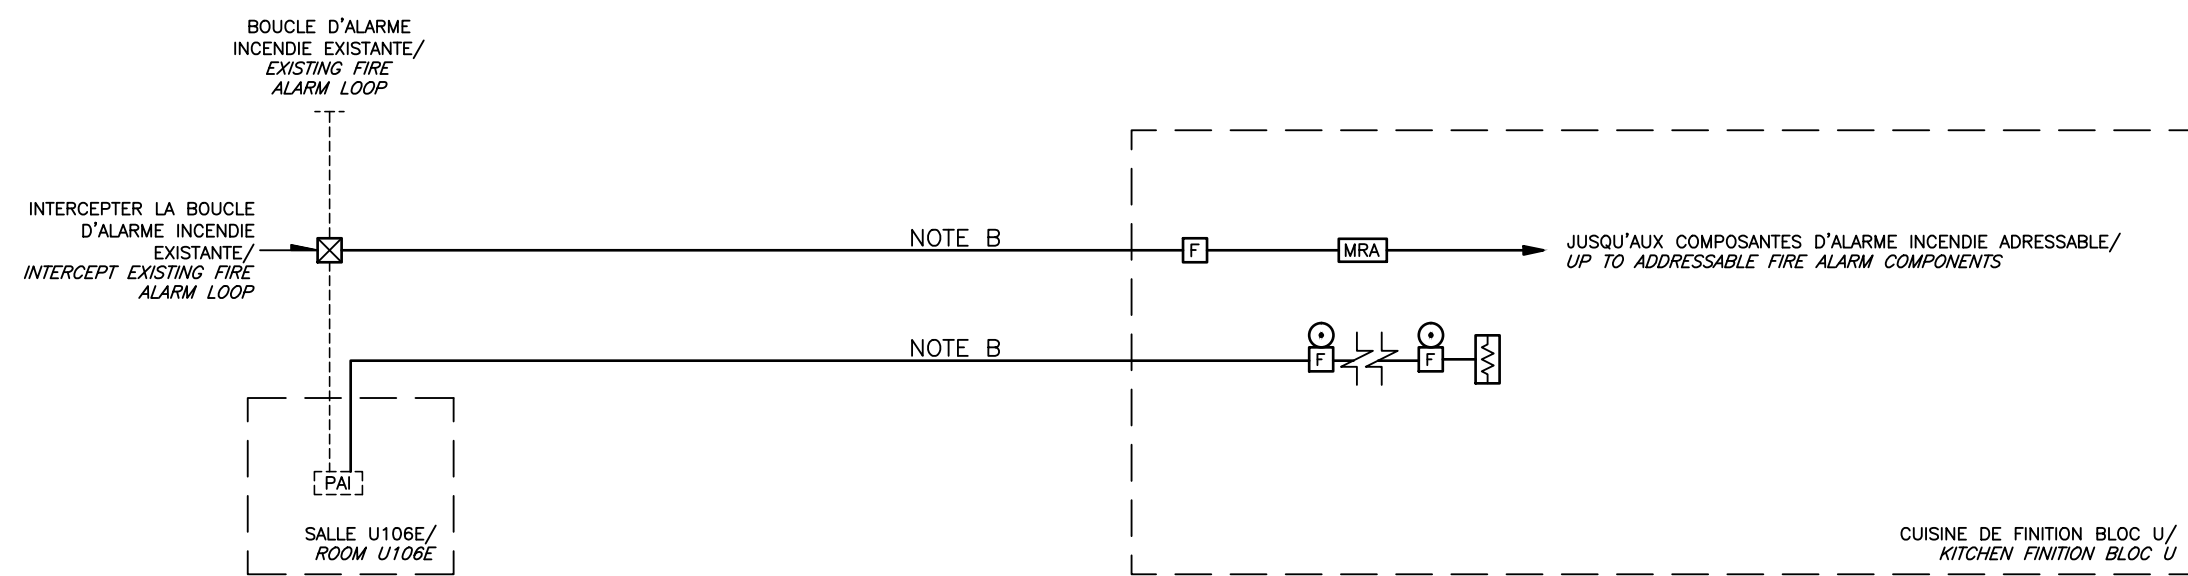 BOUCLE D'ALARME
INCENDIE EXISTANTE/
EXISTING FIRE
ALARM LOOP
INTERCEPTER LA BOUCLE
D'ALARME INCENDIE
EXISTANTE/
INTERCEPT EXISTING FIRE
ALARM LOOP
NOTE B
F
MRA
JUSQU'AUX COMPOSANTES D'ALARME INCENDIE ADRESSABLE/
UP TO ADDRESSABLE FIRE ALARM COMPONENTS
NOTE B
F
F
PAI
SALLE U106E/
ROOM U106E
CUISINE DE FINITION BLOC U/
KITCHEN FINITION BLOC U